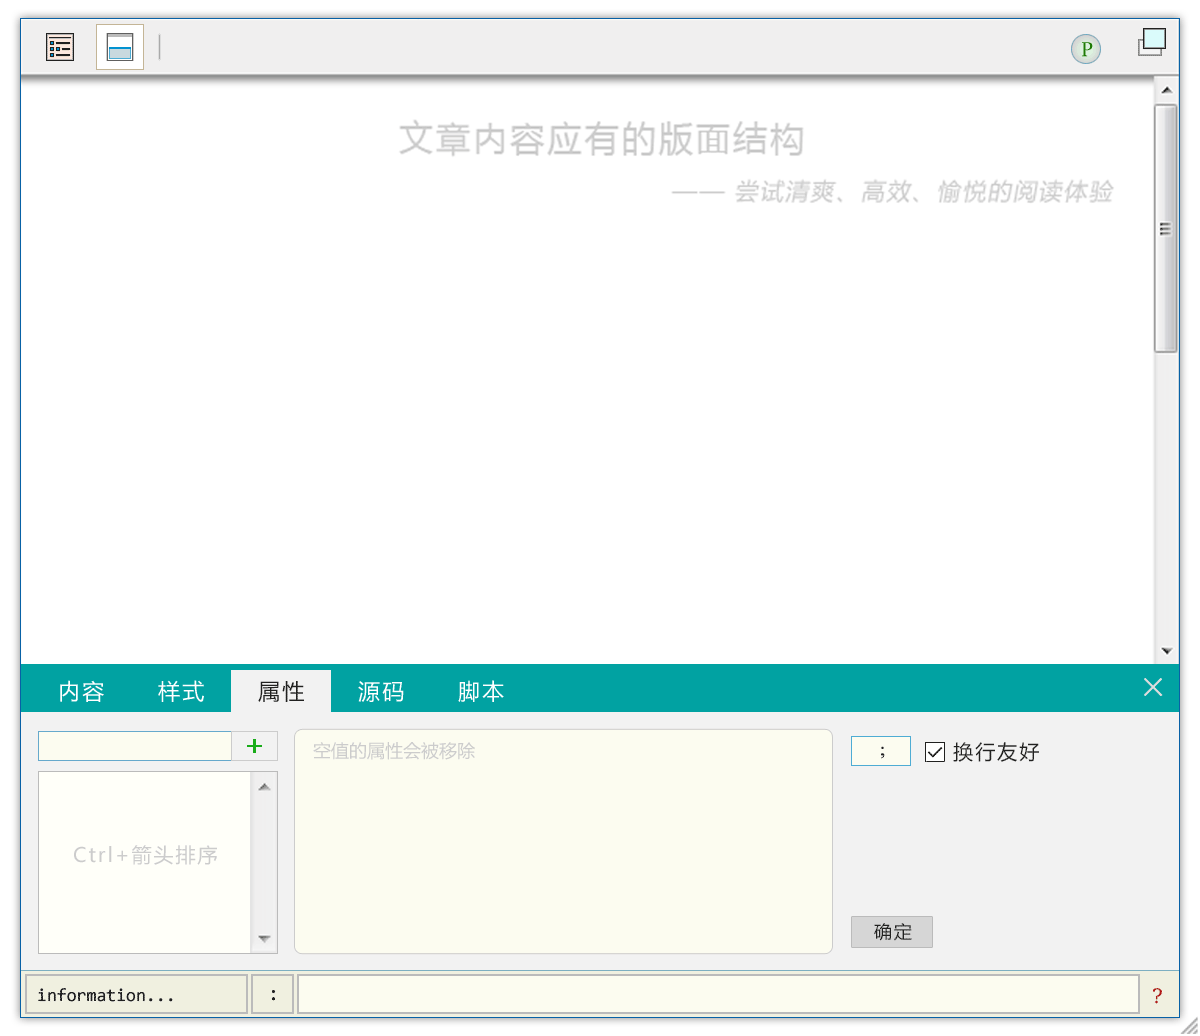 P
文章内容应有的版面结构
—— 尝试清爽、高效、愉悦的阅读体验
内容 样式 属性 源码 脚本
+
空值的属性会被移除
; 换行友好
Ctrl+箭头排序
确定
information... : ?